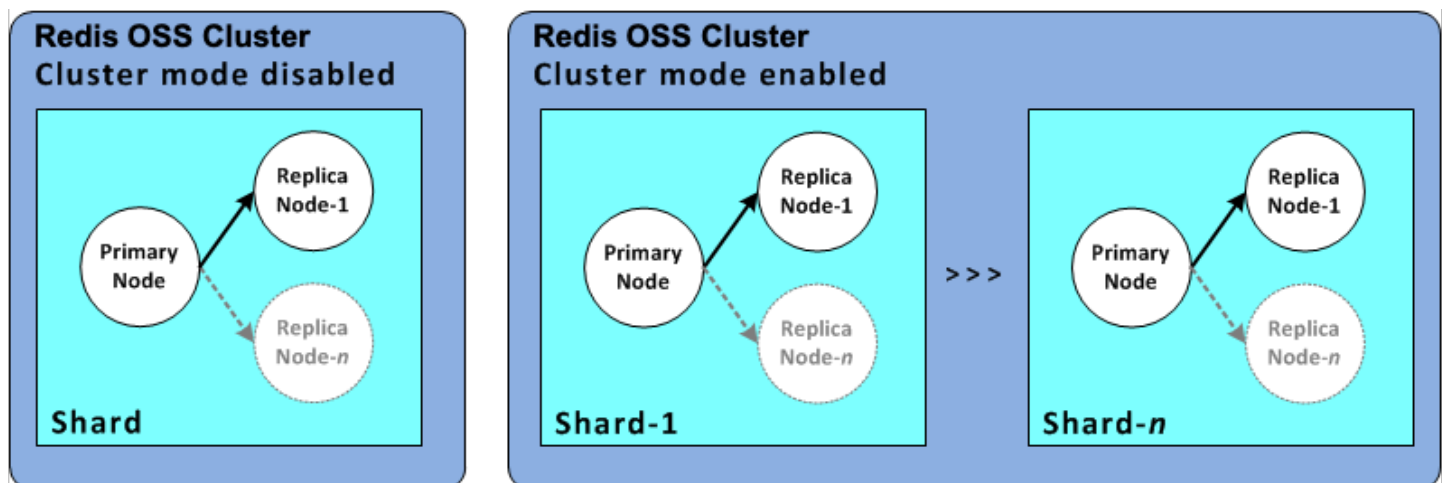 Redis OSS Cluster
Cluster mode disabled
Replica
Node-1
Primary
Node
Replica
Node-n
Shard
Redis OSS Cluster
Cluster mode enabled
Replica
Node-1
Primary
Node
Replica
Node-n
Shard-1
>>>
Replica
Node-1
Primary
Node
Replica
Node-n
Shard-n